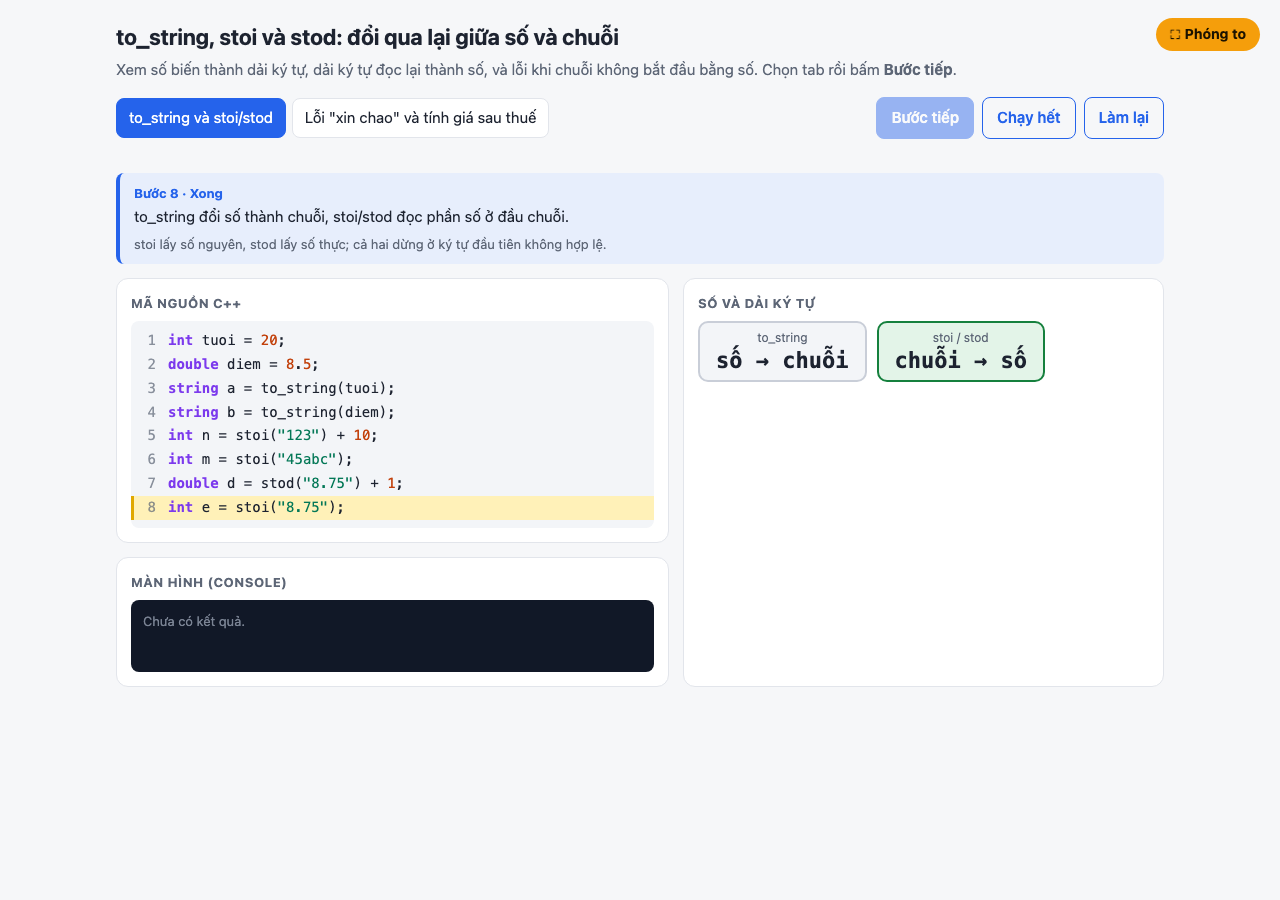 to_string, stoi và stod: đổi qua lại giữa số và chuỗi
⛶ Phóng to
Xem số biến thành dải ký tự, dải ký tự đọc lại thành số, và lỗi khi chuỗi không bắt đầu bằng số. Chọn tab rồi bấm Bước tiếp.
to_string và stoi/stod
Lỗi "xin chao" và tính giá sau thuế
Bước tiếp
Chạy hết
Làm lại
Bước 8 · Xong
to_string đổi số thành chuỗi, stoi/stod đọc phần số ở đầu chuỗi.
stoi lấy số nguyên, stod lấy số thực; cả hai dừng ở ký tự đầu tiên không hợp lệ.
MÃ NGUỒN C++
1 int tuoi = 20;
2 double diem = 8.5;
3 string a = to_string(tuoi);
4 string b = to_string(diem);
5 int n = stoi("123") + 10;
6 int m = stoi("45abc");
7 double d = stod("8.75") + 1;
8 int e = stoi("8.75");
MÀN HÌNH (CONSOLE)
Chưa có kết quả.
SỐ VÀ DẢI KÝ TỰ
to_string
số → chuỗi
stoi / stod
chuỗi → số